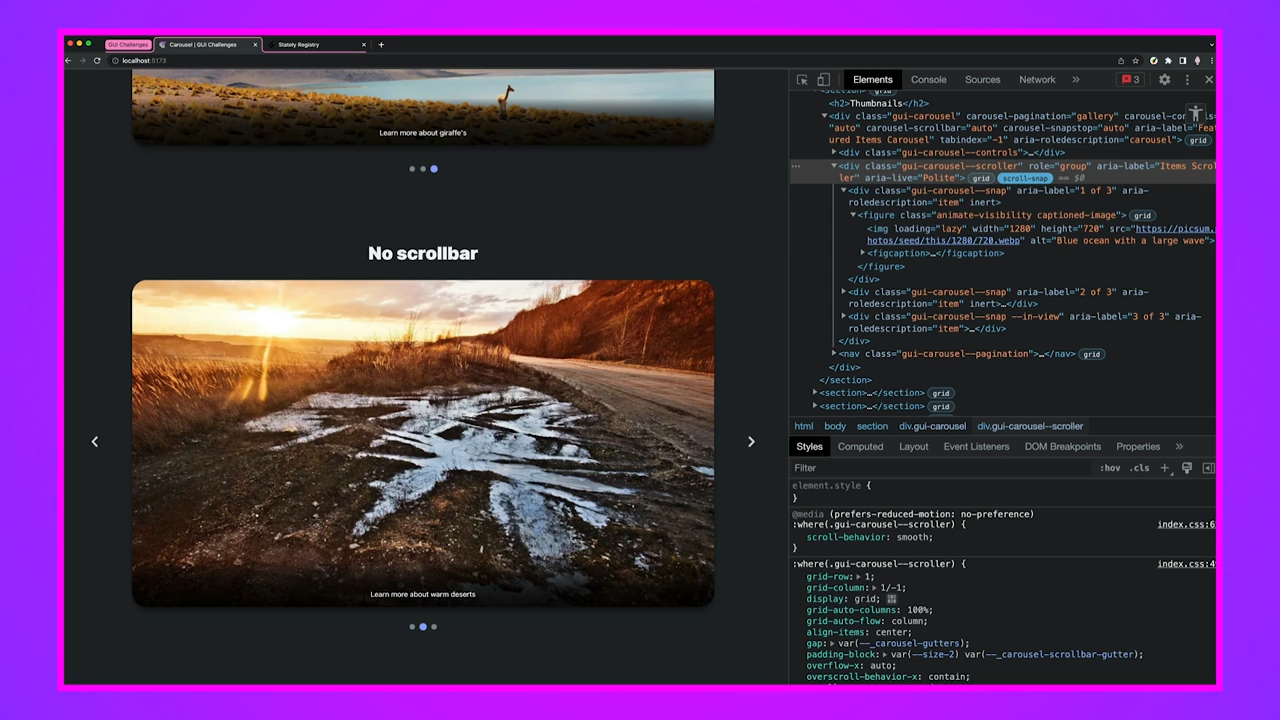 GUI Challenges
Carousel | GUI Challenges
Stately Registry
localhost:5173
Learn more about giraffe's
No scrollbar
Learn more about warm deserts
Elements
Console
Sources
Network
3
<h2>Thumbnails</h2>
<div class="gui-carousel" carousel-pagination="gallery" carousel-con
"auto" carousel-scrollbar="auto" carousel-snapstop="auto" aria-label="Feat
ured Items Carousel" tabindex="-1" aria-roledescription="carousel"> grid
<div class="gui-carousel--controls">…</div>
<div class="gui-carousel--scroller" role="group" aria-label="Items Scrol
ler" aria-live="Polite"> grid scroll-snap == $0
<div class="gui-carousel--snap" aria-label="1 of 3" aria-
roledescription="item" inert>
<figure class="animate-visibility captioned-image"> grid
<img loading="lazy" width="1280" height="720" src="https://picsum.
hotos/seed/this/1280/720.webp" alt="Blue ocean with a large wave">
<figcaption>…</figcaption>
</figure>
</div>
<div class="gui-carousel--snap" aria-label="2 of 3" aria-
roledescription="item" inert>…</div>
<div class="gui-carousel--snap --in-view" aria-label="3 of 3" aria-
roledescription="item">…</div>
</div>
<nav class="gui-carousel--pagination">…</nav> grid
</div>
</section>
<section>…</section> grid
<section>…</section> grid
html body section div.gui-carousel div.gui-carousel--scroller
Styles Computed Layout Event Listeners DOM Breakpoints Properties
Filter
:hov .cls
element.style {
}
@media (prefers-reduced-motion: no-preference)
:where(.gui-carousel--scroller) { index.css:6
scroll-behavior: smooth;
}
:where(.gui-carousel--scroller) { index.css:4
grid-row: 1;
grid-column: 1/-1;
display: grid;
grid-auto-columns: 100%;
grid-auto-flow: column;
align-items: center;
gap: var(--_carousel-gutters);
padding-block: var(--size-2) var(--_carousel-scrollbar-gutter);
overflow-x: auto;
overscroll-behavior-x: contain;